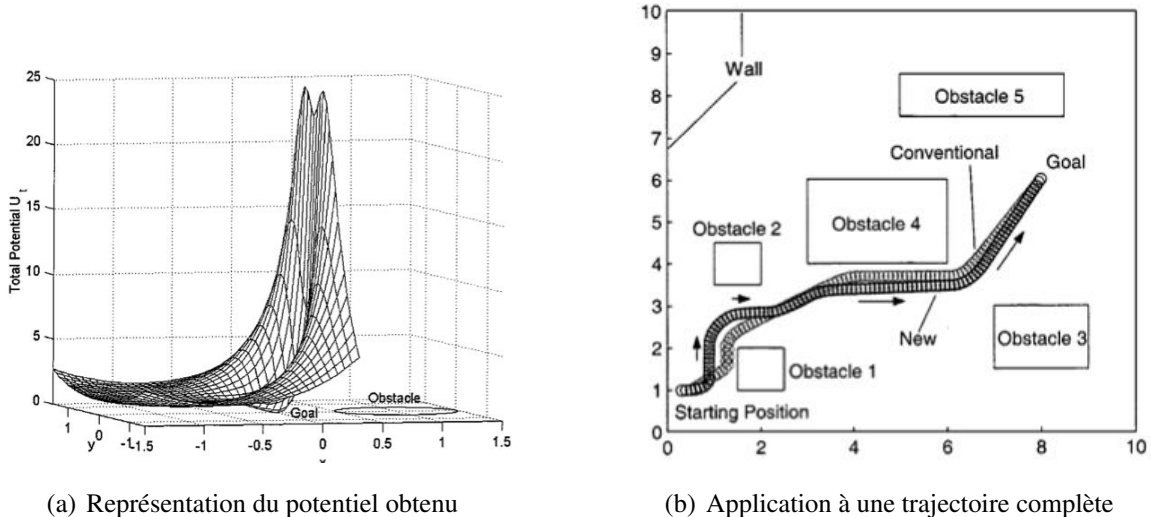 25
20
15
10
5
0
Total Potential U_t
1
0
-1
y
-1.5
-1
-0.5
0
0.5
1
1.5
Goal
Obstacle
(a) Représentation du potentiel obtenu
10
9
8
7
6
5
4
3
2
1
0
Wall
Obstacle 5
Conventional
Goal
Obstacle 2
Obstacle 4
New
Obstacle 3
Obstacle 1
Starting Position
0
2
4
6
8
10
(b) Application à une trajectoire complète